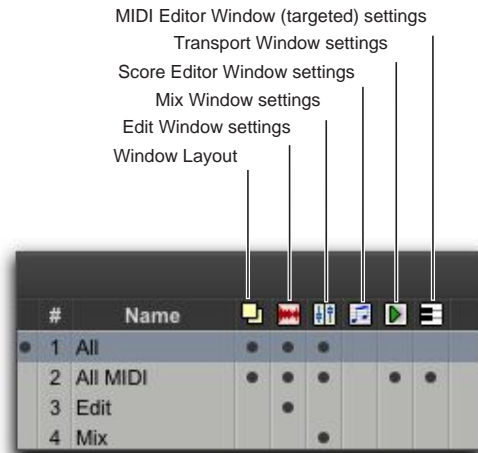 MIDI Editor Window (targeted) settings
Transport Window settings
Score Editor Window settings
Mix Window settings
Edit Window settings
Window Layout
# Name
1 All
2 All MIDI
3 Edit
4 Mix